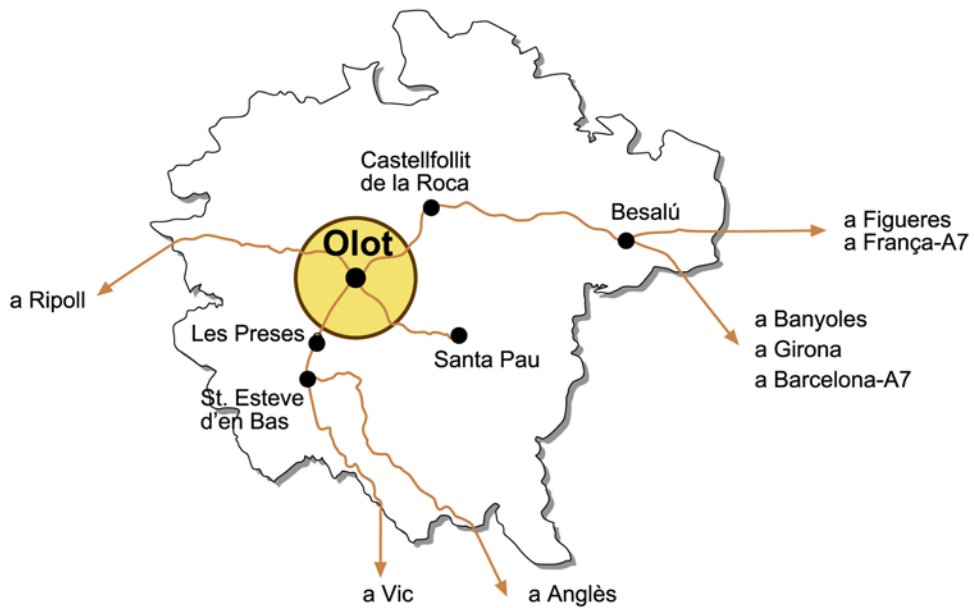 Castellfollit
de la Roca
Besalú
a Figueres
a França-A7
Olot
a Ripoll
Les Preses
Santa Pau
a Banyoles
a Girona
a Barcelona-A7
St. Esteve
d'en Bas
a Vic
a Anglès